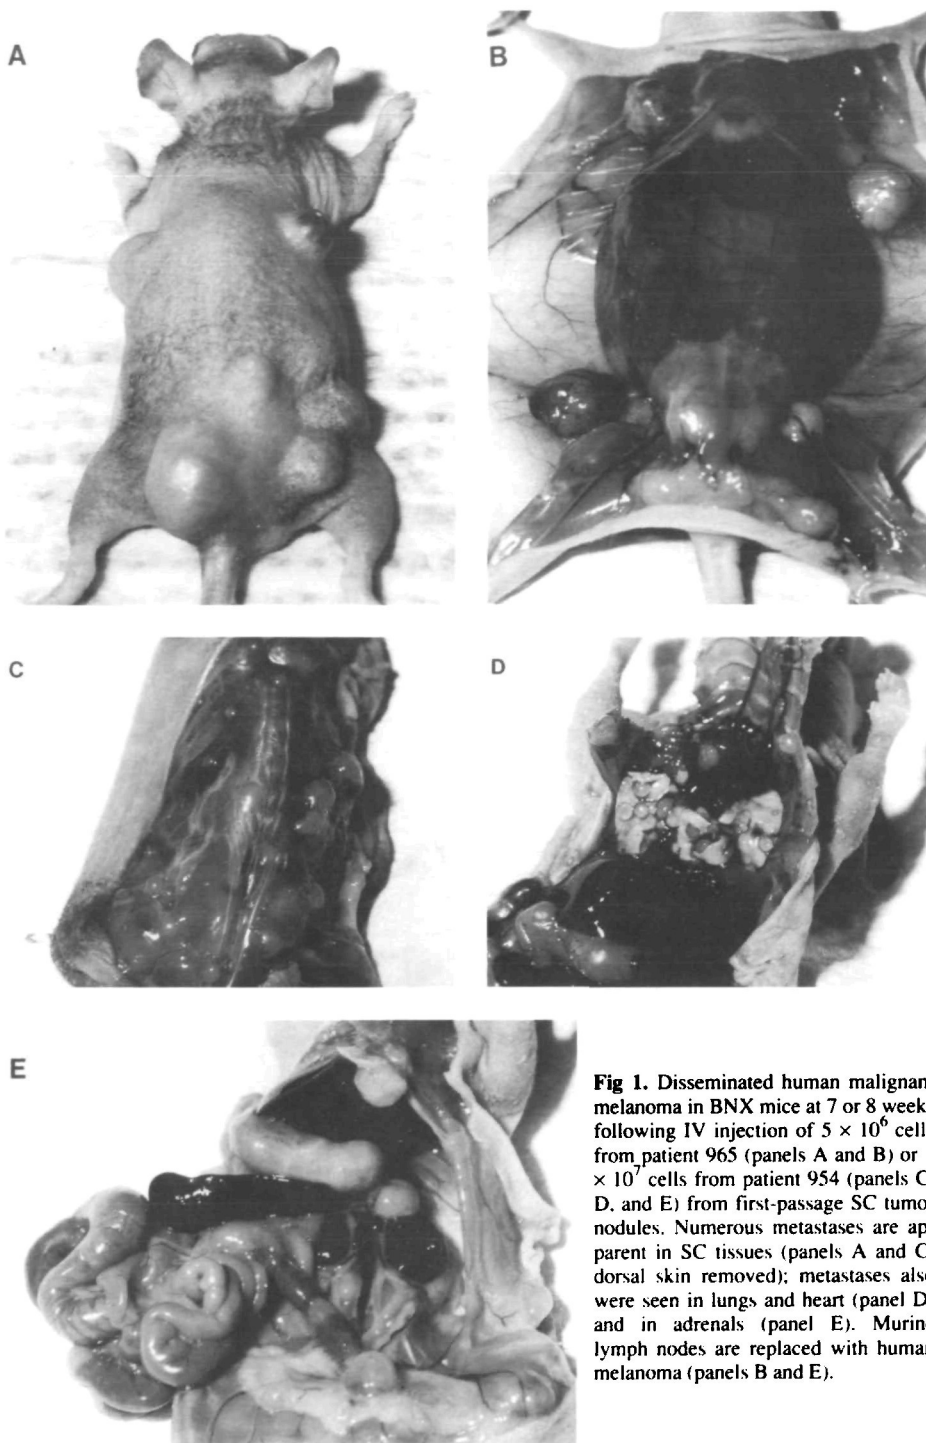 A
B
C
D
E
Fig 1. Disseminated human malignan
melanoma in BNX mice at 7 or 8 week
following IV injection of 5 × 10⁶ cell
from patient 965 (panels A and B) or
× 10⁷ cells from patient 954 (panels C
D, and E) from first-passage SC tumo
nodules. Numerous metastases are ap
parent in SC tissues (panels A and C
dorsal skin removed); metastases als
were seen in lungs and heart (panel D
and in adrenals (panel E). Murin
lymph nodes are replaced with human
melanoma (panels B and E).